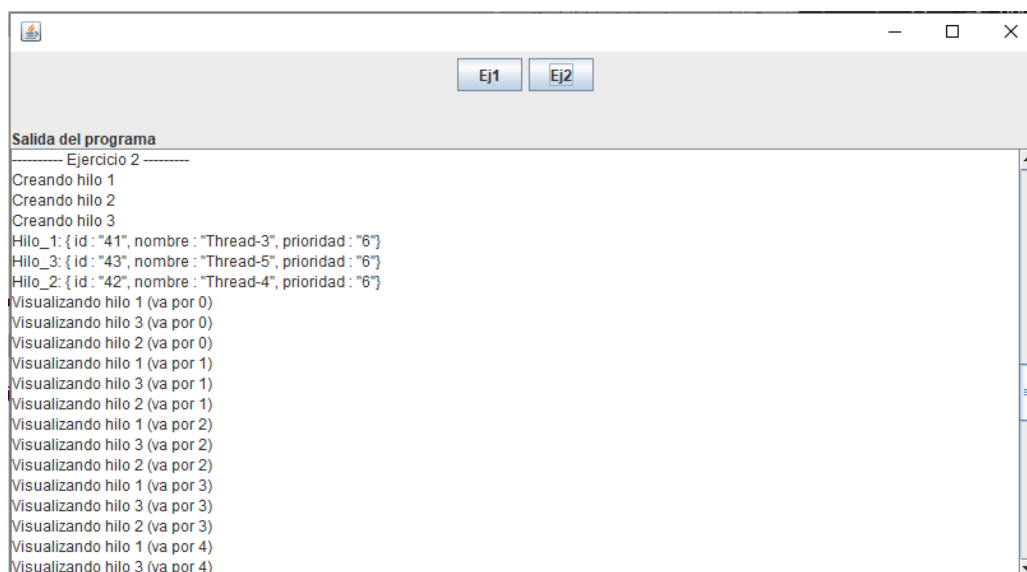 Ej1 Ej2
Salida del programa
---------- Ejercicio 2 ---------
Creando hilo 1
Creando hilo 2
Creando hilo 3
Hilo_1: { id : "41", nombre : "Thread-3", prioridad : "6"}
Hilo_3: { id : "43", nombre : "Thread-5", prioridad : "6"}
Hilo_2: { id : "42", nombre : "Thread-4", prioridad : "6"}
Visualizando hilo 1 (va por 0)
Visualizando hilo 3 (va por 0)
Visualizando hilo 2 (va por 0)
Visualizando hilo 1 (va por 1)
Visualizando hilo 3 (va por 1)
Visualizando hilo 2 (va por 1)
Visualizando hilo 1 (va por 2)
Visualizando hilo 3 (va por 2)
Visualizando hilo 2 (va por 2)
Visualizando hilo 1 (va por 3)
Visualizando hilo 3 (va por 3)
Visualizando hilo 2 (va por 3)
Visualizando hilo 1 (va por 4)
Visualizando hilo 3 (va por 4)